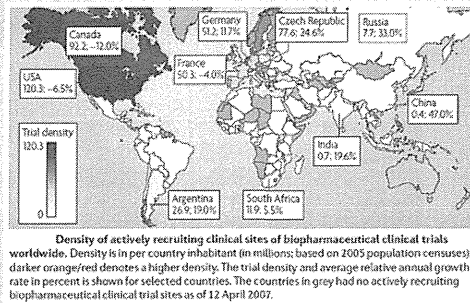 Germany
51.2; 11.7%
Czech Republic
77.6; 24.6%
Russia
7.7; 33.0%
Canada
92.2; -12.0%
France
50.3; -4.0%
USA
120.3; -6.5%
China
0.4; 47.0%
Trial density
120.3
0
India
0.7; 19.6%
Argentina
26.9; 19.0%
South Africa
11.9; 5.5%
Density of actively recruiting clinical sites of biopharmaceutical clinical trials
worldwide. Density is in per country inhabitant (in millions; based on 2005 population censuses);
darker orange/red denotes a higher density. The trial density and average relative annual growth
rate in percent is shown for selected countries. The countries in grey had no actively recruiting
biopharmaceutical clinical trial sites as of 12 April 2007.